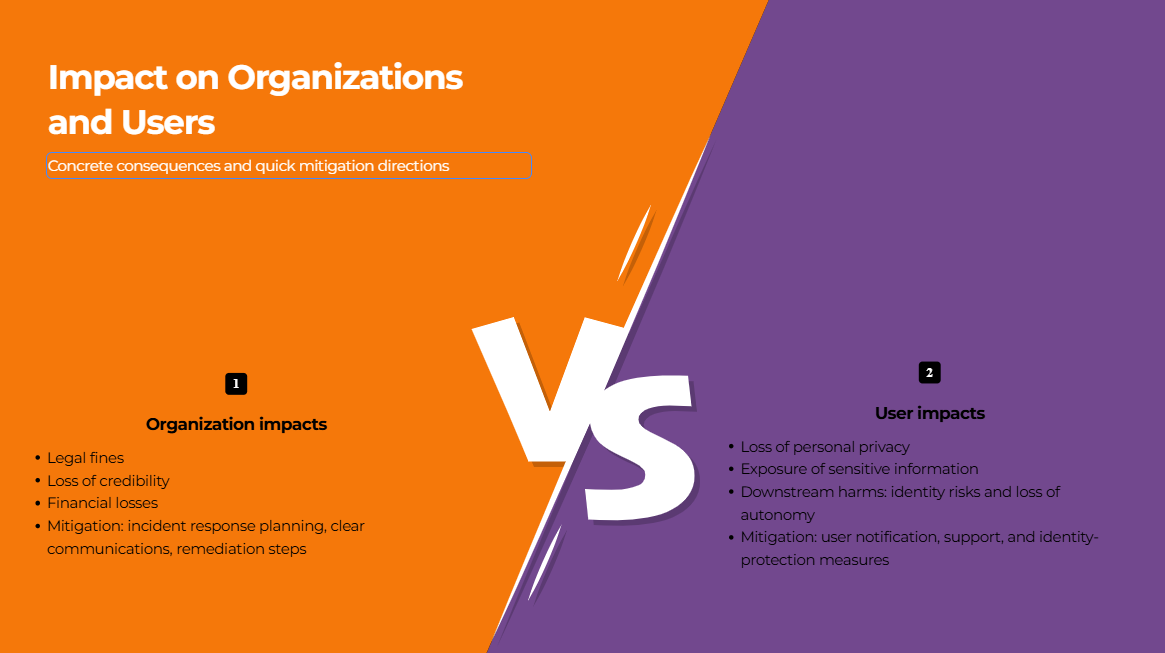 Impact on Organizations
and Users
Concrete consequences and quick mitigation directions
VS
1
Organization impacts
• Legal fines
• Loss of credibility
• Financial losses
• Mitigation: incident response planning, clear
communications, remediation steps
2
User impacts
• Loss of personal privacy
• Exposure of sensitive information
• Downstream harms: identity risks and loss of
autonomy
• Mitigation: user notification, support, and identity-
protection measures